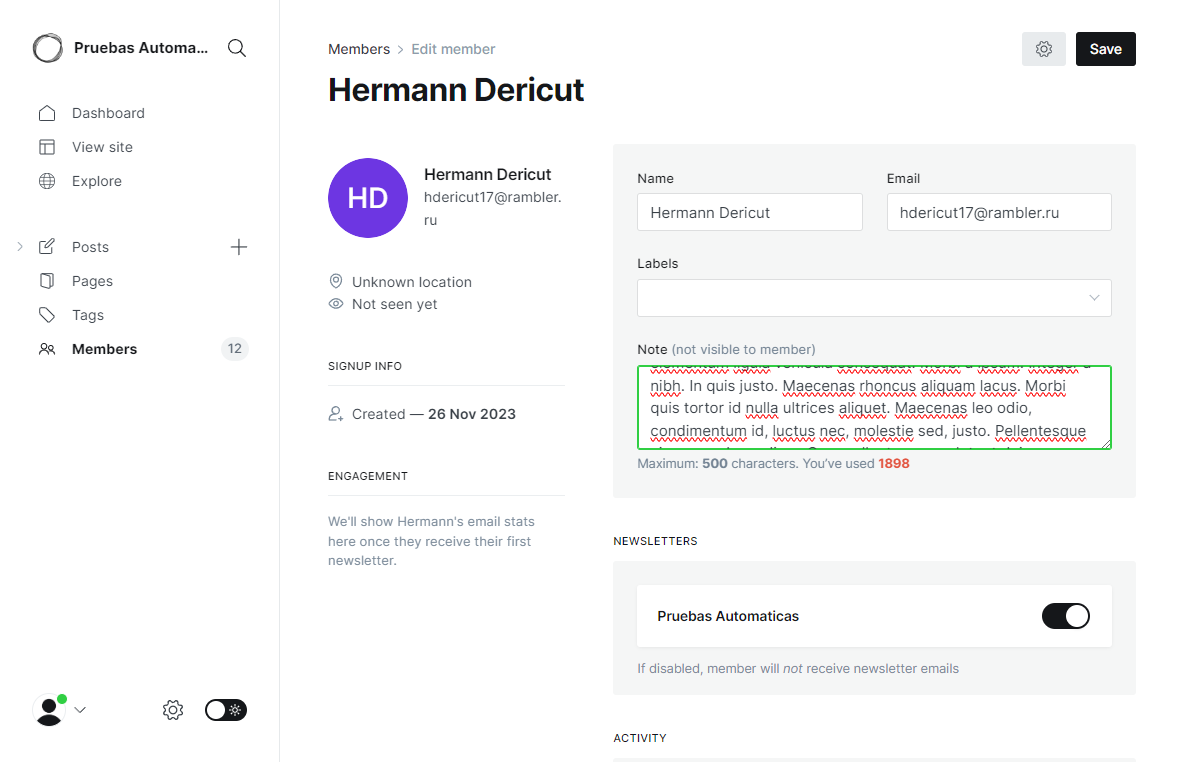 Pruebas Automa...
Dashboard
View site
Explore
Posts
Pages
Tags
Members
12
Members > Edit member
Save
Hermann Dericut
HD
Hermann Dericut
hdericut17@rambler.
ru
Unknown location
Not seen yet
SIGNUP INFO
Created — 26 Nov 2023
ENGAGEMENT
We'll show Hermann's email stats
here once they receive their first
newsletter.
Name
Hermann Dericut
Email
hdericut17@rambler.ru
Labels
Note (not visible to member)
nibh. In quis justo. Maecenas rhoncus aliquam lacus. Morbi
quis tortor id nulla ultrices aliquet. Maecenas leo odio,
condimentum id, luctus nec, molestie sed, justo. Pellentesque
Maximum: 500 characters. You've used 1898
NEWSLETTERS
Pruebas Automaticas
If disabled, member will not receive newsletter emails
ACTIVITY